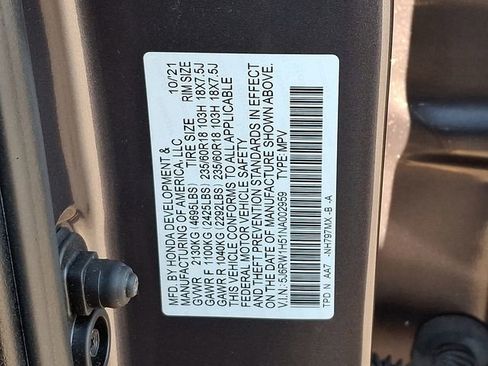 MFD. BY HONDA DEVELOPMENT & 10/21
MANUFACTURING OF AMERICA, LLC
TIRE SIZE RIM SIZE
GVWR 2130KG (4695LBS)
GAWR F 1100KG (2425LBS) 235/60R18 103H 18X7.5J
GAWR R 1040KG (2292LBS) 235/60R18 103H 18X7.5J
THIS VEHICLE CONFORMS TO ALL APPLICABLE
FEDERAL MOTOR VEHICLE SAFETY
AND THEFT PREVENTION STANDARDS IN EFFECT
ON THE DATE OF MANUFACTURE SHOWN ABOVE.
V.I.N.: 5J6RW1H51NA002959 TYPE: MPV
TPD N AA7 -NH797MX -B -A